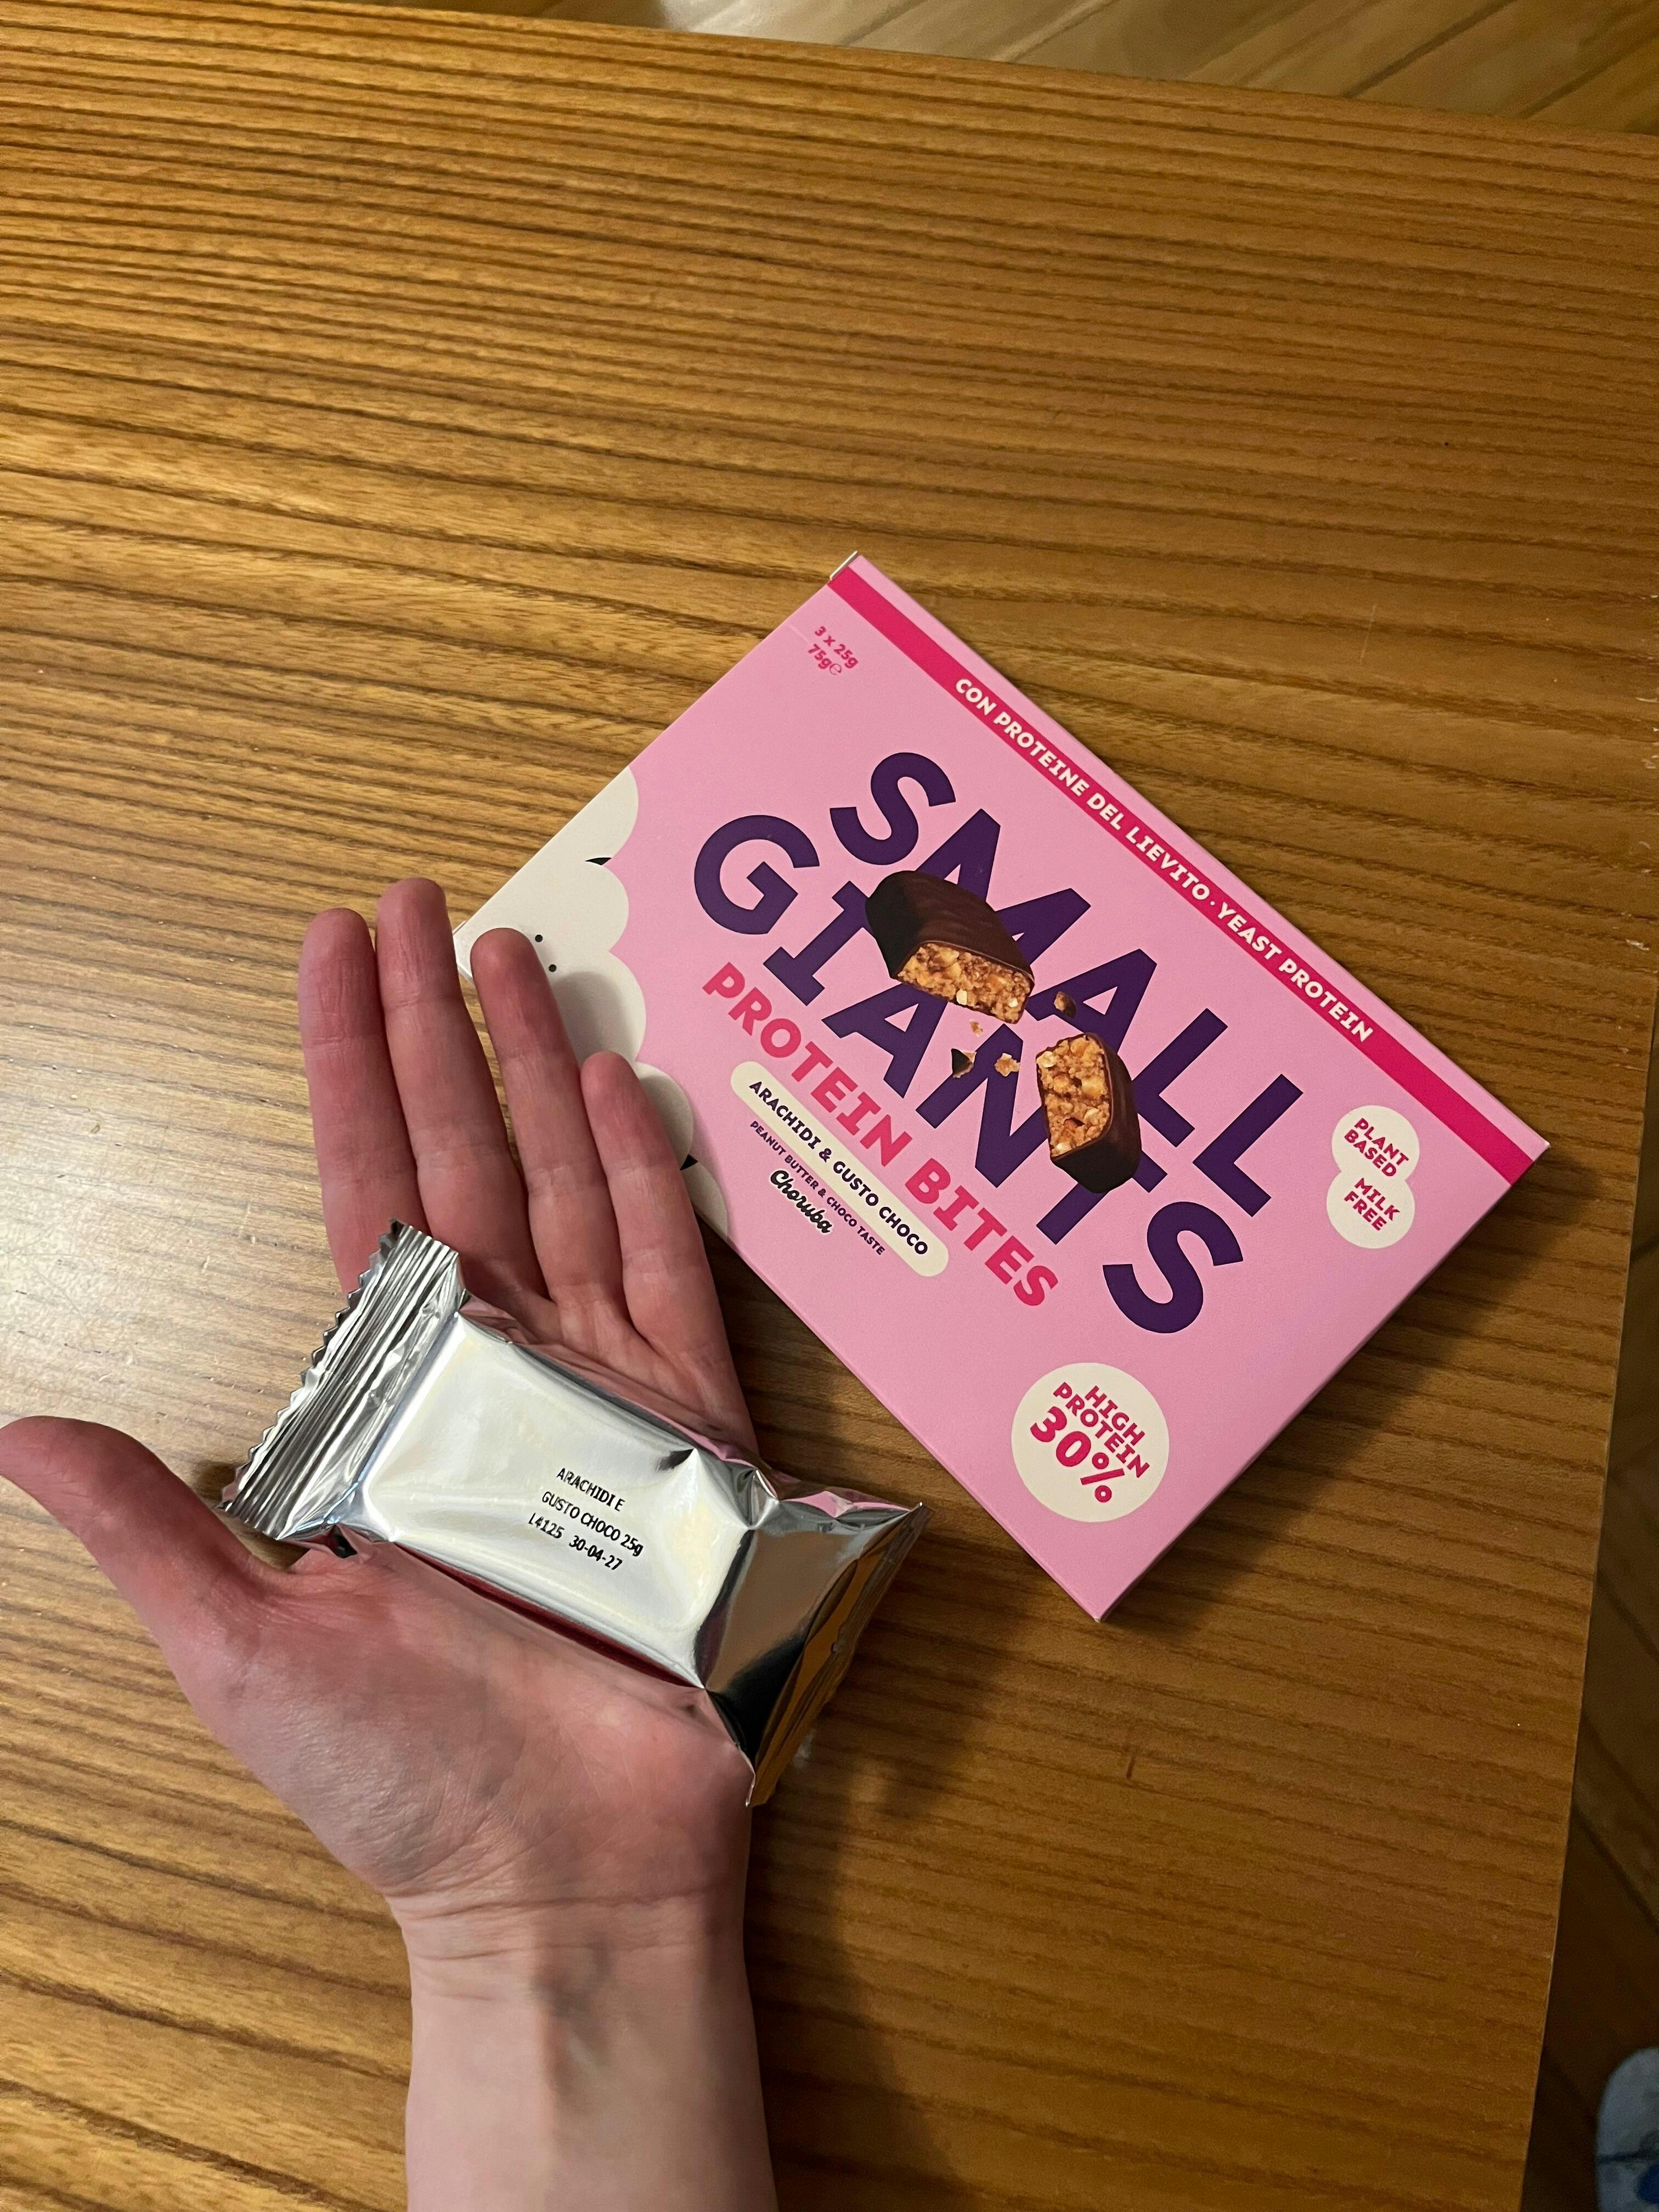 3 x 25g
75g℮
CON PROTEINE DEL LIEVITO · YEAST PROTEIN
SMALL
GIANTS
PROTEIN BITES
ARACHIDI & GUSTO CHOCO
PEANUT BUTTER & CHOCO TASTE
Choruba
PLANT
BASED
MILK
FREE
HIGH
PROTEIN
30%
ARACHIDI E
GUSTO CHOCO 25g
L4125 30-04-27